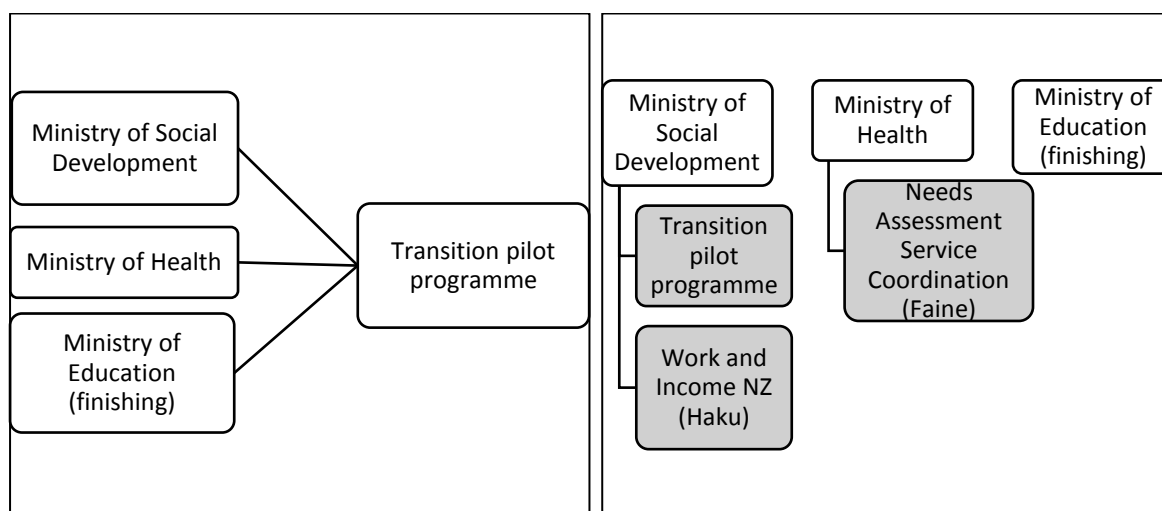 Ministry of Social
Development
Ministry of Health
Ministry of
Education
(finishing)
Transition pilot
programme
Ministry of
Social
Development
Transition
pilot
programme
Work and
Income NZ
(Haku)
Ministry of
Health
Needs
Assessment
Service
Coordination
(Faine)
Ministry of
Education
(finishing)